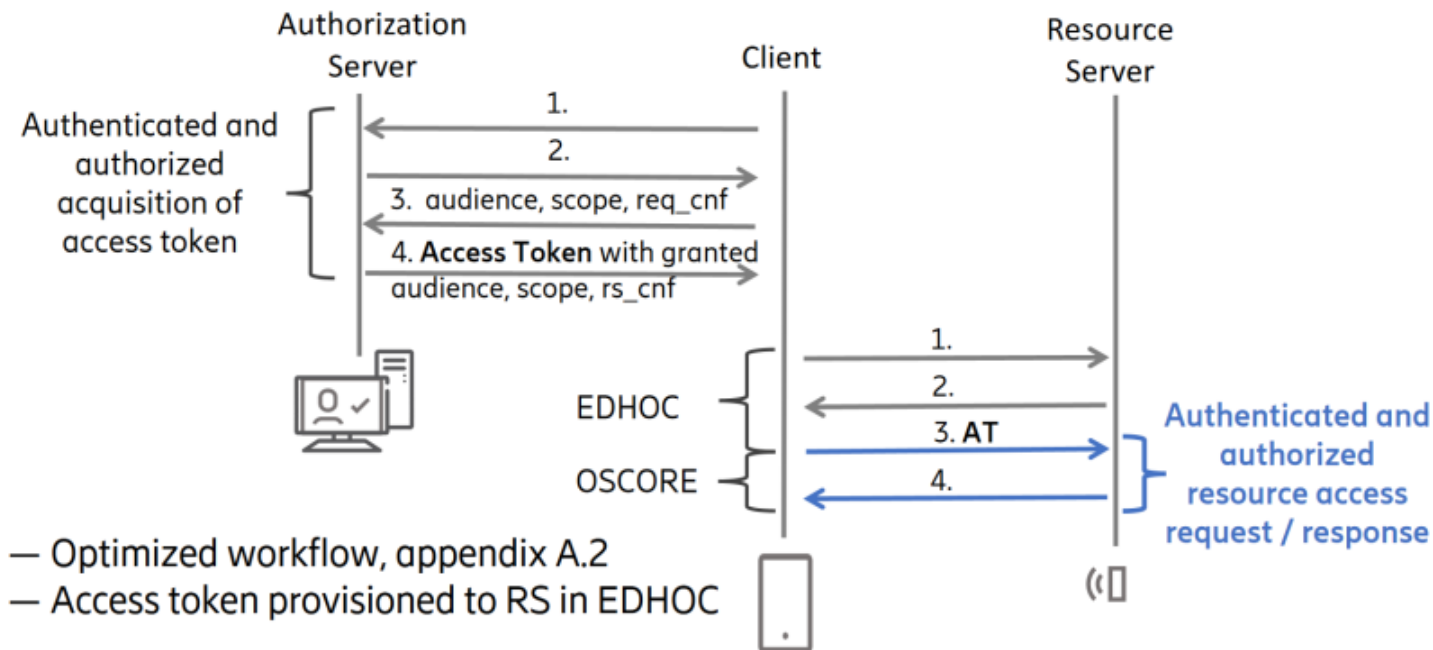 Authorization
Server
Client
Resource
Server
Authenticated and
authorized
acquisition of
access token
1.
2.
3. audience, scope, req_cnf
4. Access Token with granted
audience, scope, rs_cnf
EDHOC
OSCORE
1.
2.
3. AT
4.
Authenticated and
authorized
resource access
request / response
— Optimized workflow, appendix A.2
— Access token provisioned to RS in EDHOC